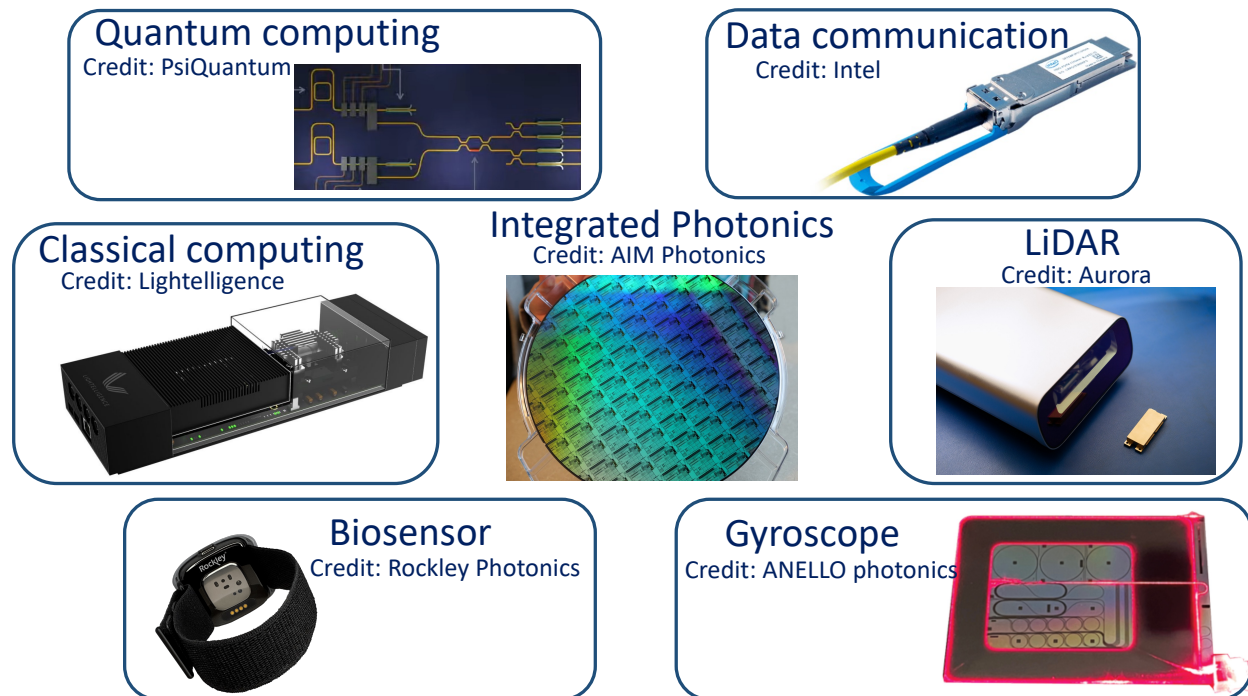 Quantum computing
Credit: PsiQuantum
Data communication
Credit: Intel
Integrated Photonics
Credit: AIM Photonics
Classical computing
Credit: Lightelligence
LiDAR
Credit: Aurora
Biosensor
Credit: Rockley Photonics
Rockley
Gyroscope
Credit: ANELLO photonics